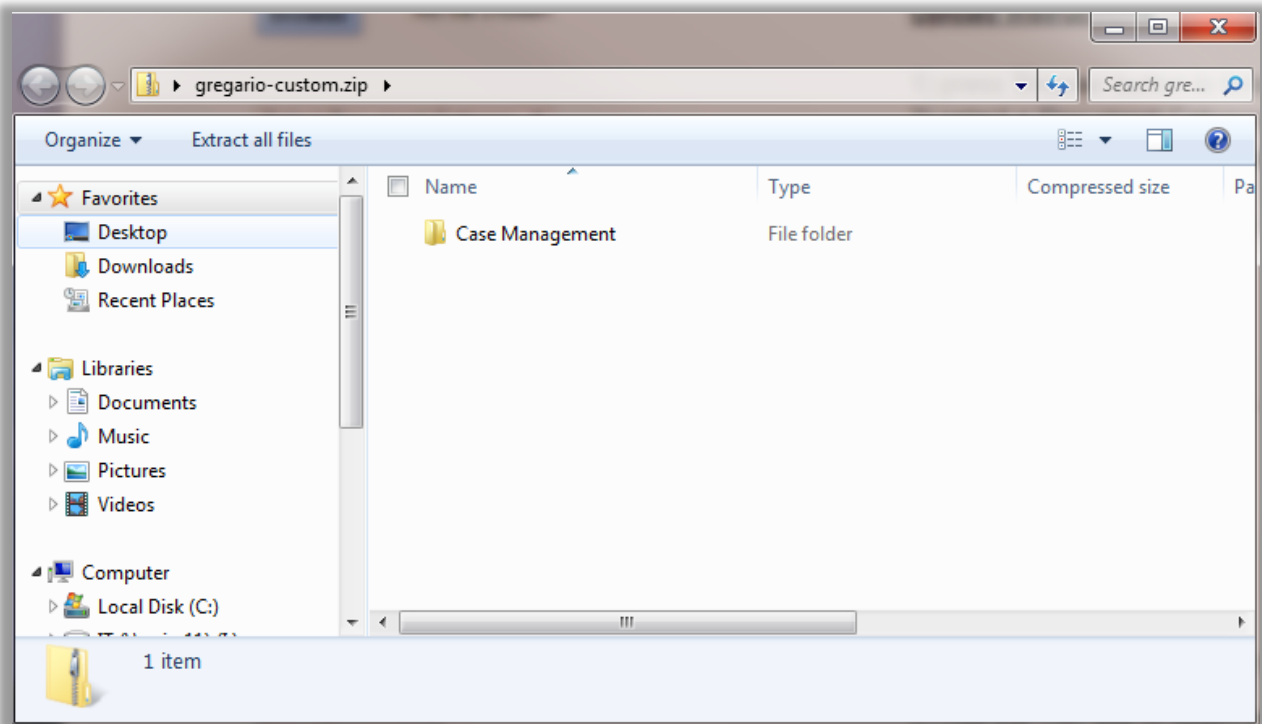 gregario-custom.zip
Search gre...
Organize
Extract all files
Favorites
Desktop
Downloads
Recent Places
Libraries
Documents
Music
Pictures
Videos
Computer
Local Disk (C:)
Name Type Compressed size Pa
Case Management File folder
1 item